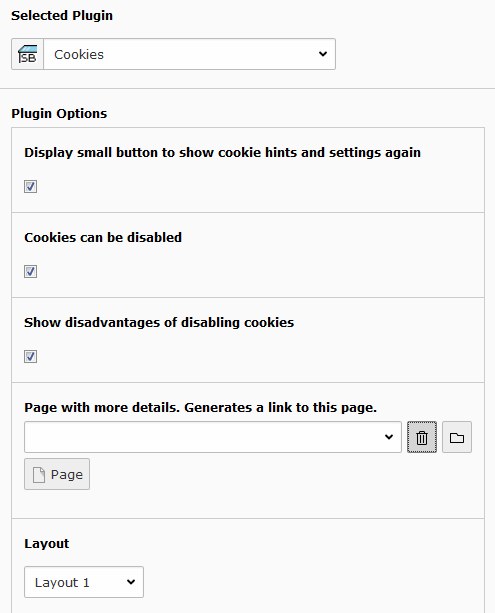 Selected Plugin
SB Cookies
Plugin Options
Display small button to show cookie hints and settings again
Cookies can be disabled
Show disadvantages of disabling cookies
Page with more details. Generates a link to this page.
Page
Layout
Layout 1